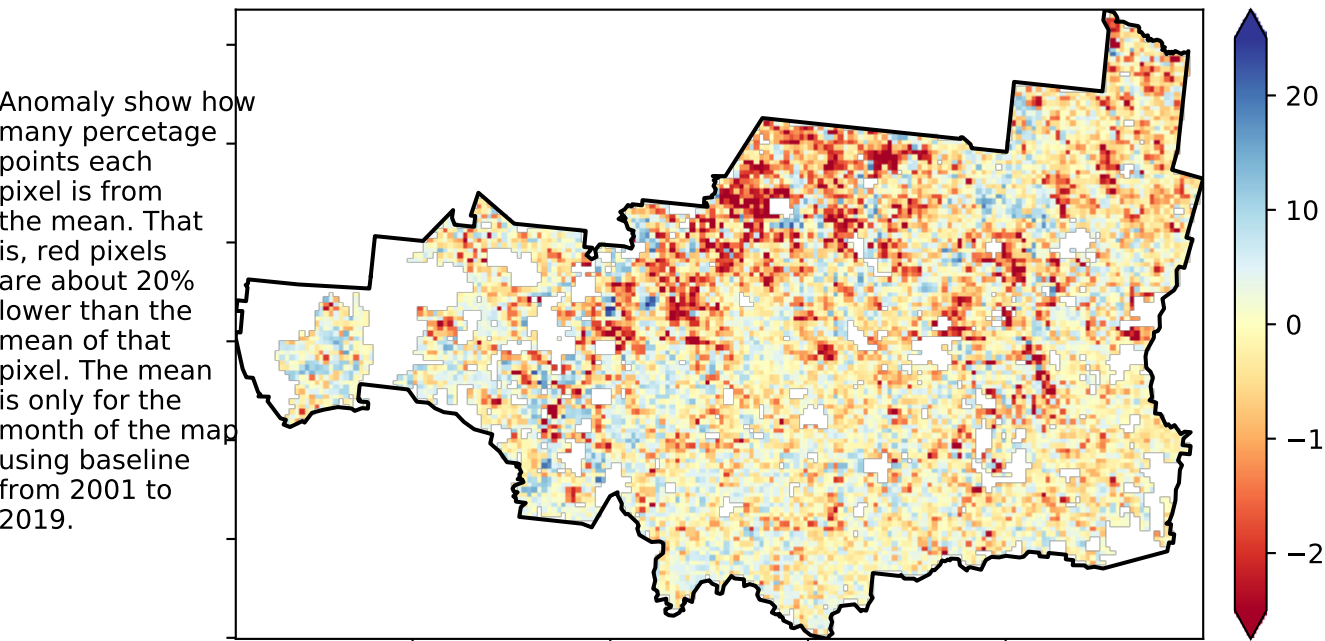 Anomaly show how
many percetage
points each
pixel is from
the mean. That
is, red pixels
are about 20%
lower than the
mean of that
pixel. The mean
is only for the
month of the map
using baseline
from 2001 to
2019.
20
10
0
−1
−2